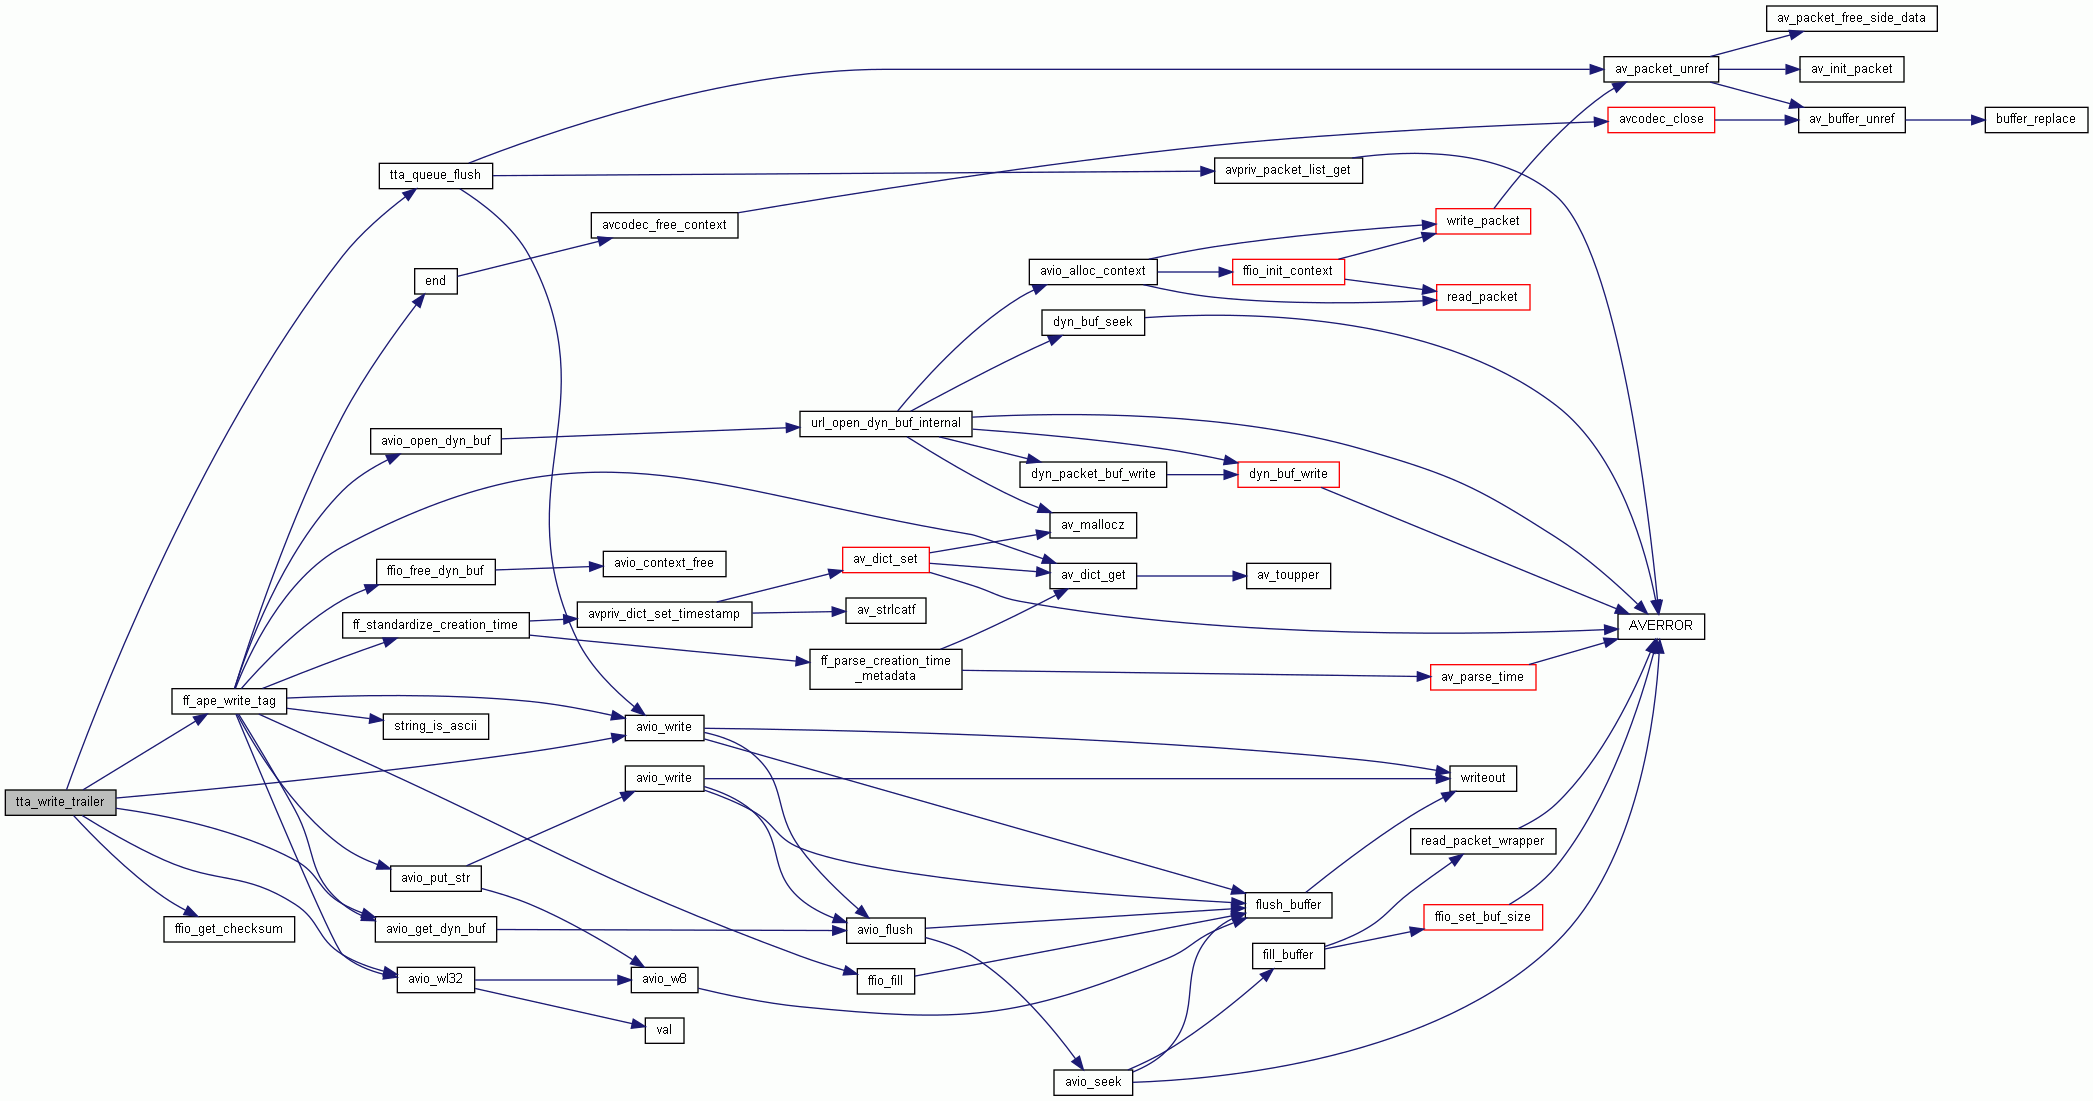 av_packet_free_side_data
av_packet_unref
av_init_packet
avcodec_close
av_buffer_unref
buffer_replace
tta_queue_flush
avpriv_packet_list_get
avcodec_free_context
write_packet
end
avio_alloc_context
ffio_init_context
read_packet
dyn_buf_seek
avio_open_dyn_buf
url_open_dyn_buf_internal
dyn_packet_buf_write
dyn_buf_write
av_mallocz
ffio_free_dyn_buf
avio_context_free
av_dict_set
av_dict_get
av_toupper
ff_standardize_creation_time
avpriv_dict_set_timestamp
av_strlcatf
AVERROR
ff_parse_creation_time
_metadata
av_parse_time
ff_ape_write_tag
string_is_ascii
avio_write
avio_write
writeout
tta_write_trailer
read_packet_wrapper
avio_put_str
flush_buffer
ffio_set_buf_size
ffio_get_checksum
avio_get_dyn_buf
avio_flush
fill_buffer
avio_wl32
avio_w8
ffio_fill
val
avio_seek